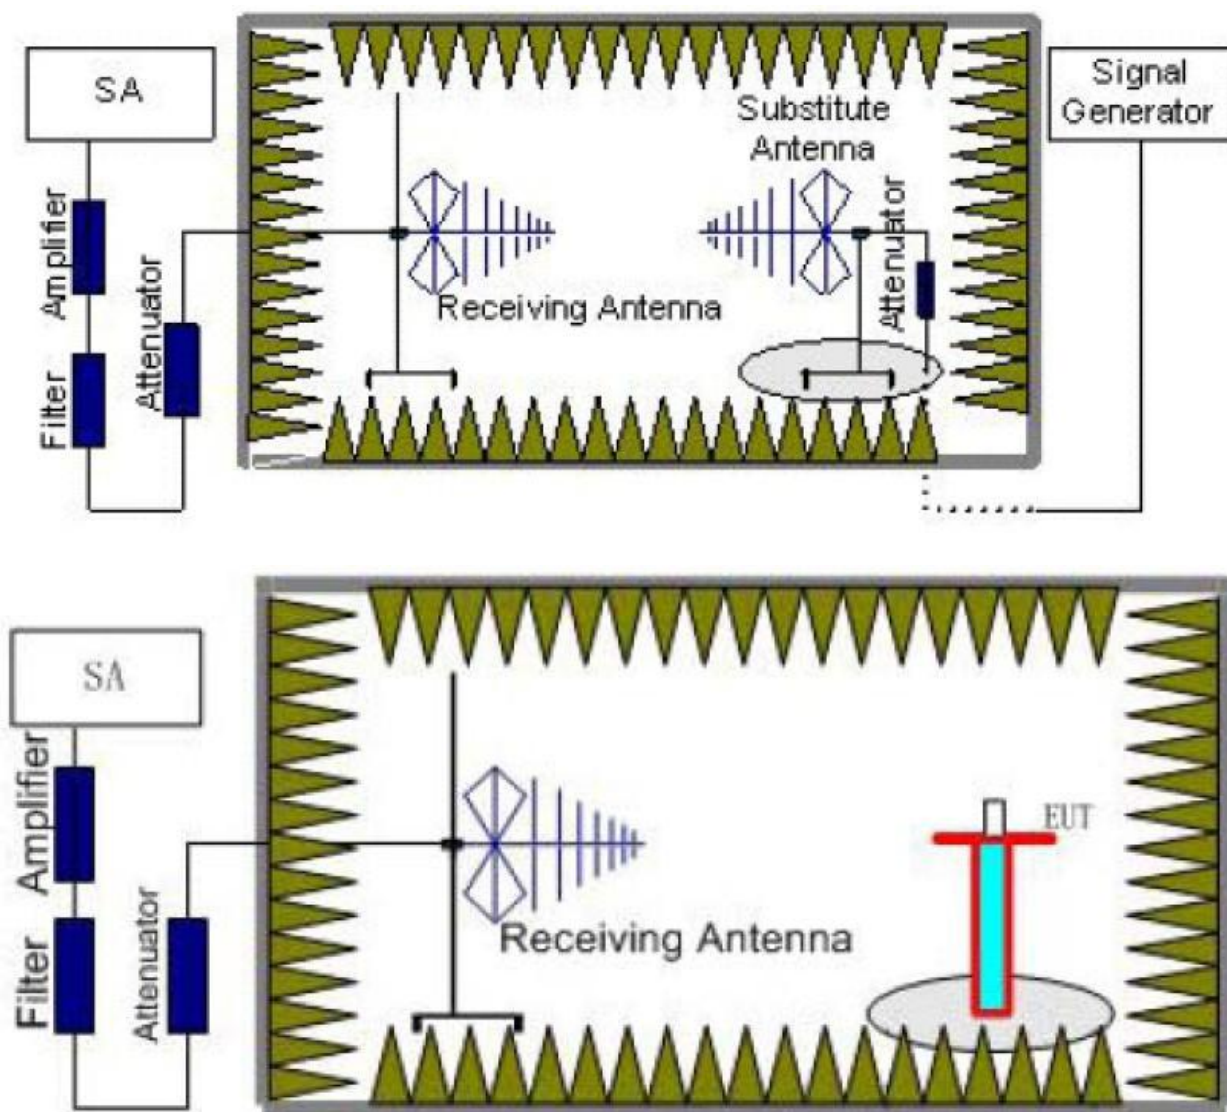 SA
Signal
Generator
Substitute
Antenna
Amplifier
Attenuator
Attenuator
Receiving Antenna
Filter
SA
Amplifier
EUT
Attenuator
Receiving Antenna
Filter